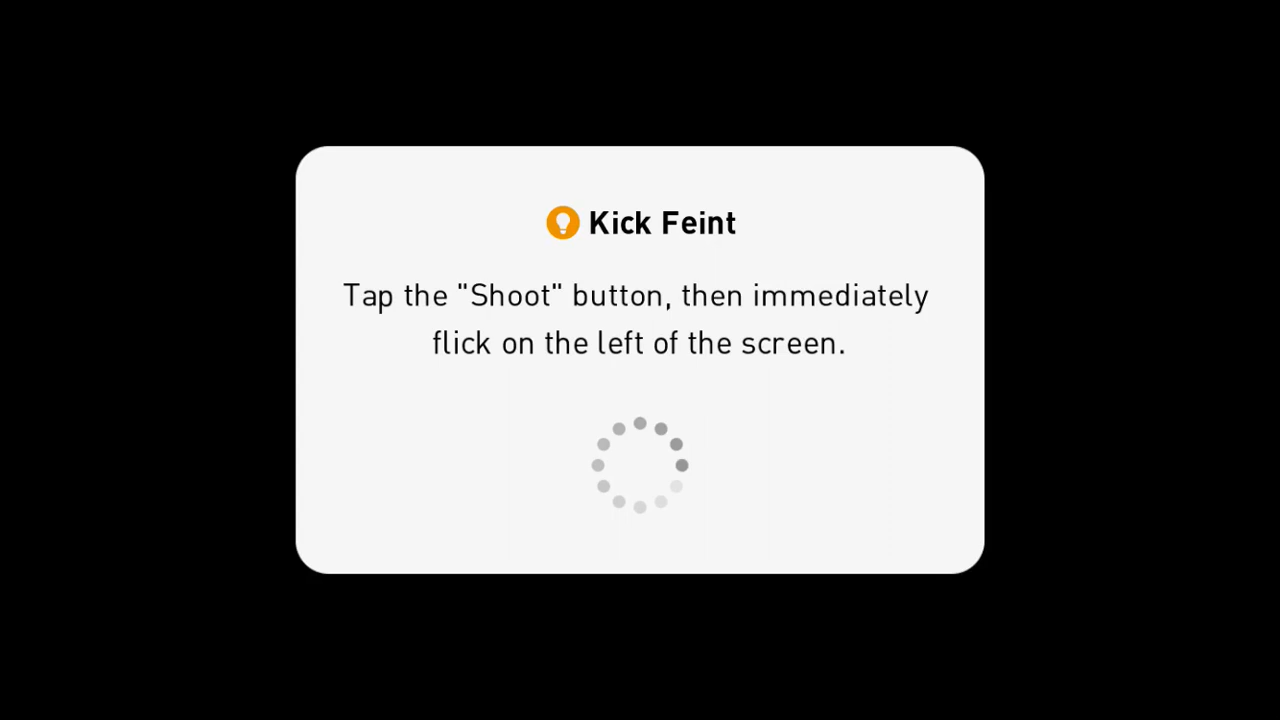 Kick Feint
Tap the "Shoot" button, then immediately
flick on the left of the screen.